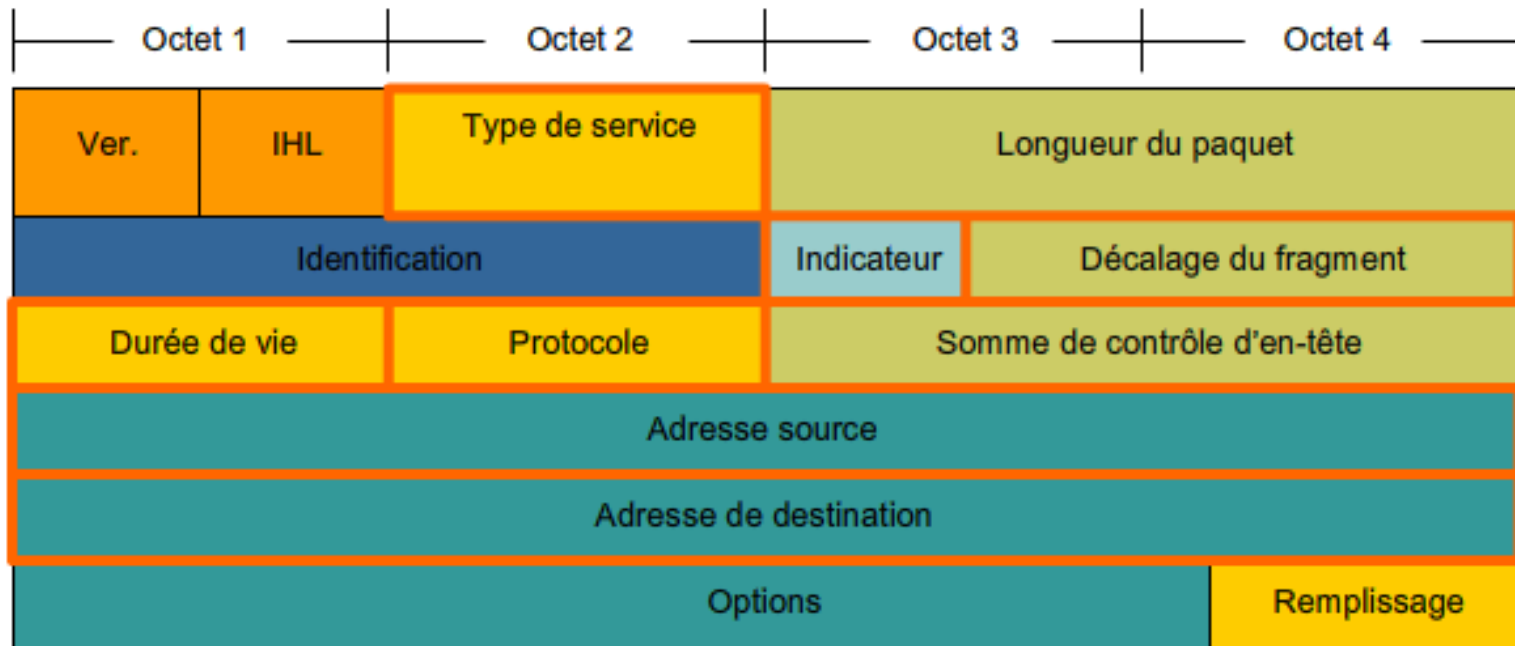 Octet 1 Octet 2 Octet 3 Octet 4
Ver. IHL Type de service Longueur du paquet
Identification Indicateur Décalage du fragment
Durée de vie Protocole Somme de contrôle d'en-tête
Adresse source
Adresse de destination
Options Remplissage